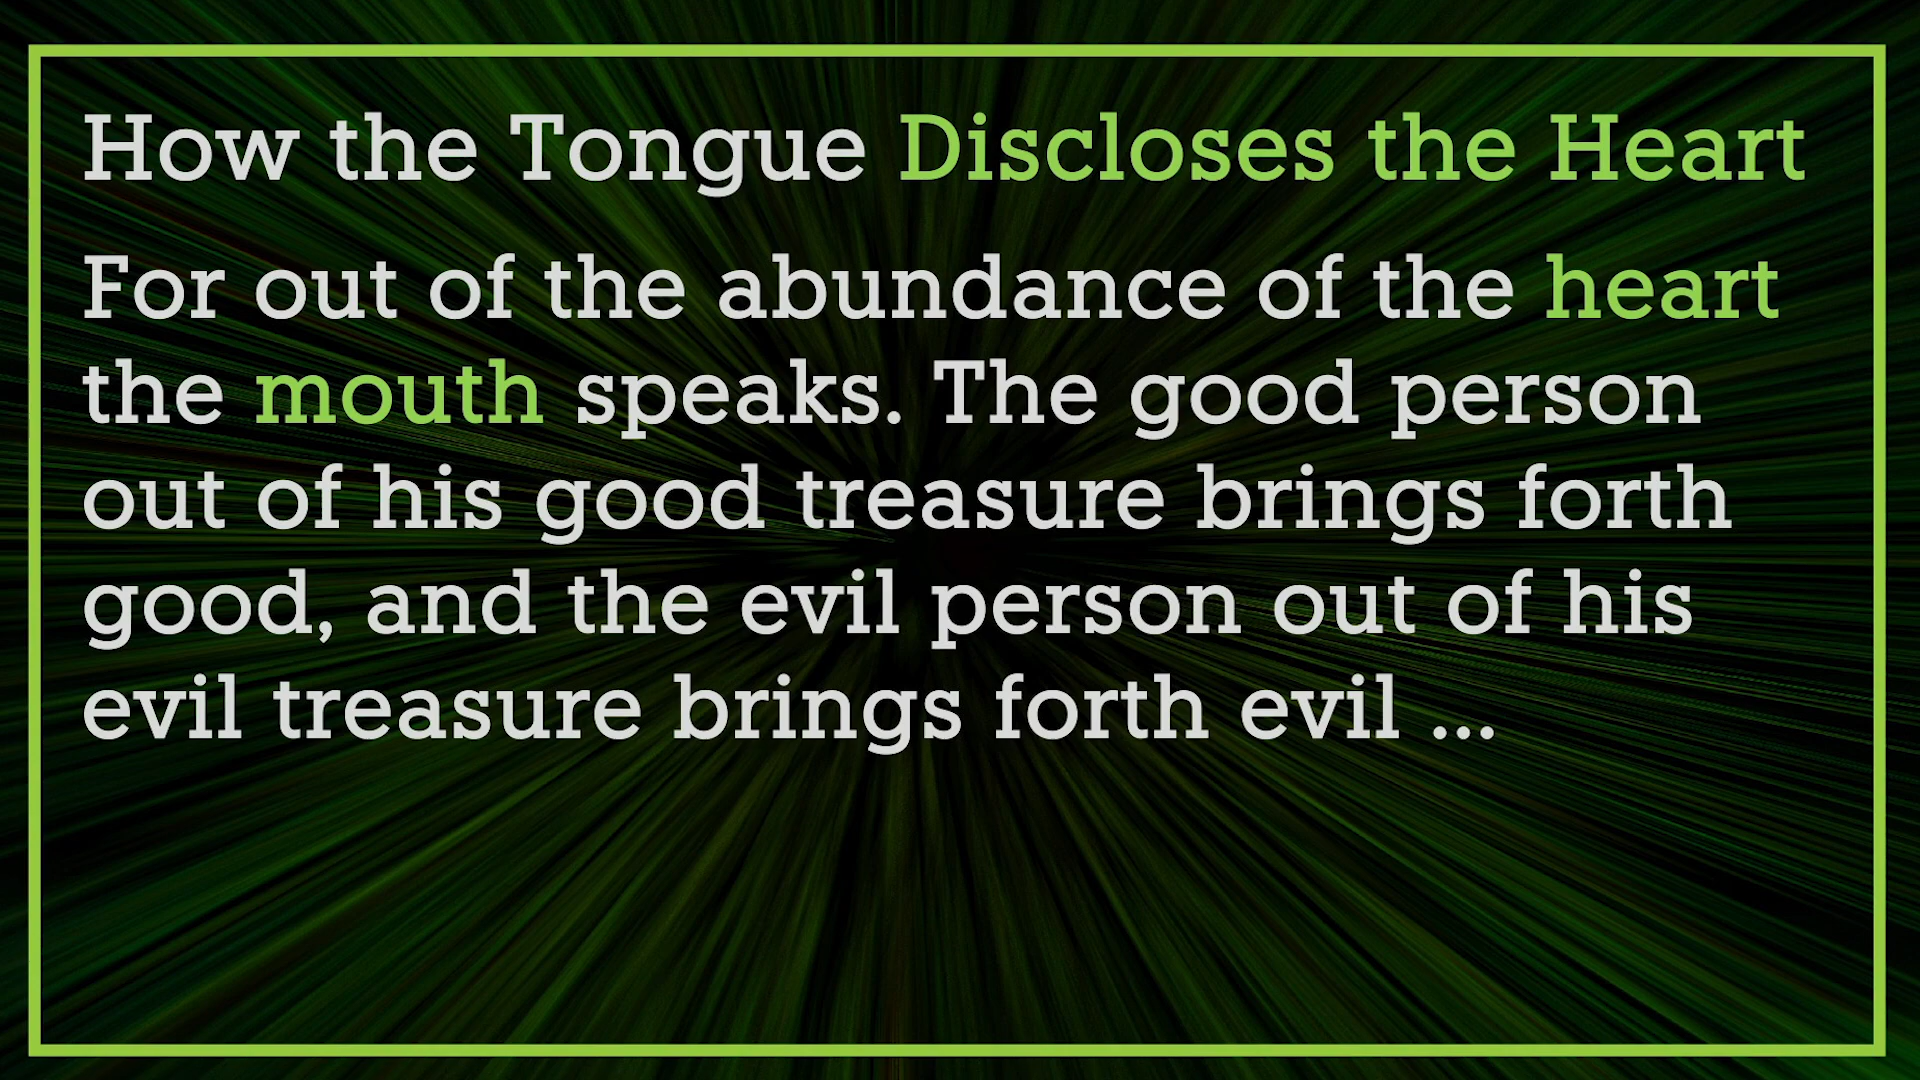 How the Tongue Discloses the Heart
For out of the abundance of the heart
the mouth speaks. The good person
out of his good treasure brings forth
good, and the evil person out of his
evil treasure brings forth evil ...